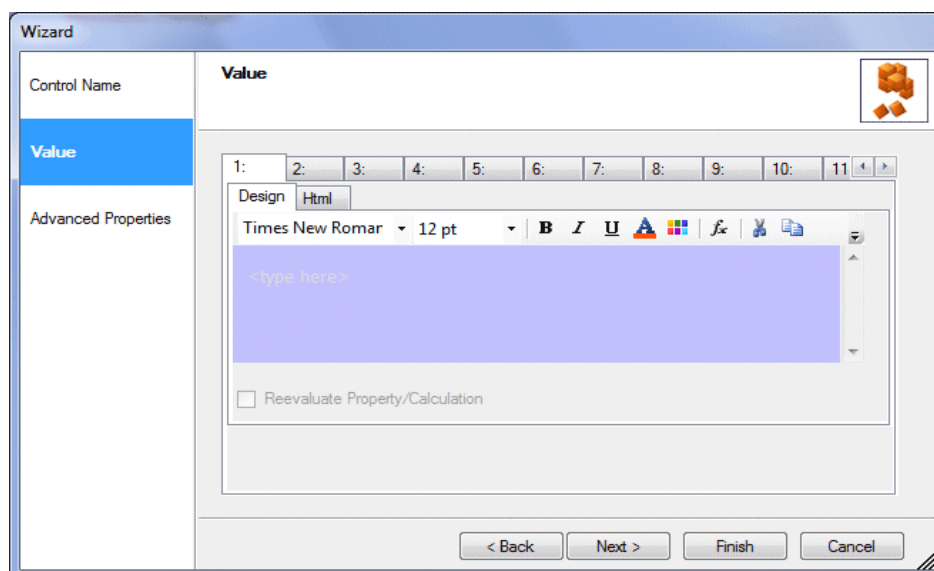 Wizard
Control Name
Value
Advanced Properties
Value
1: 2: 3: 4: 5: 6: 7: 8: 9: 10: 11
Design Html
Times New Romar 12 pt B I U A fx
<type here>
Reevaluate Property/Calculation
< Back Next > Finish Cancel